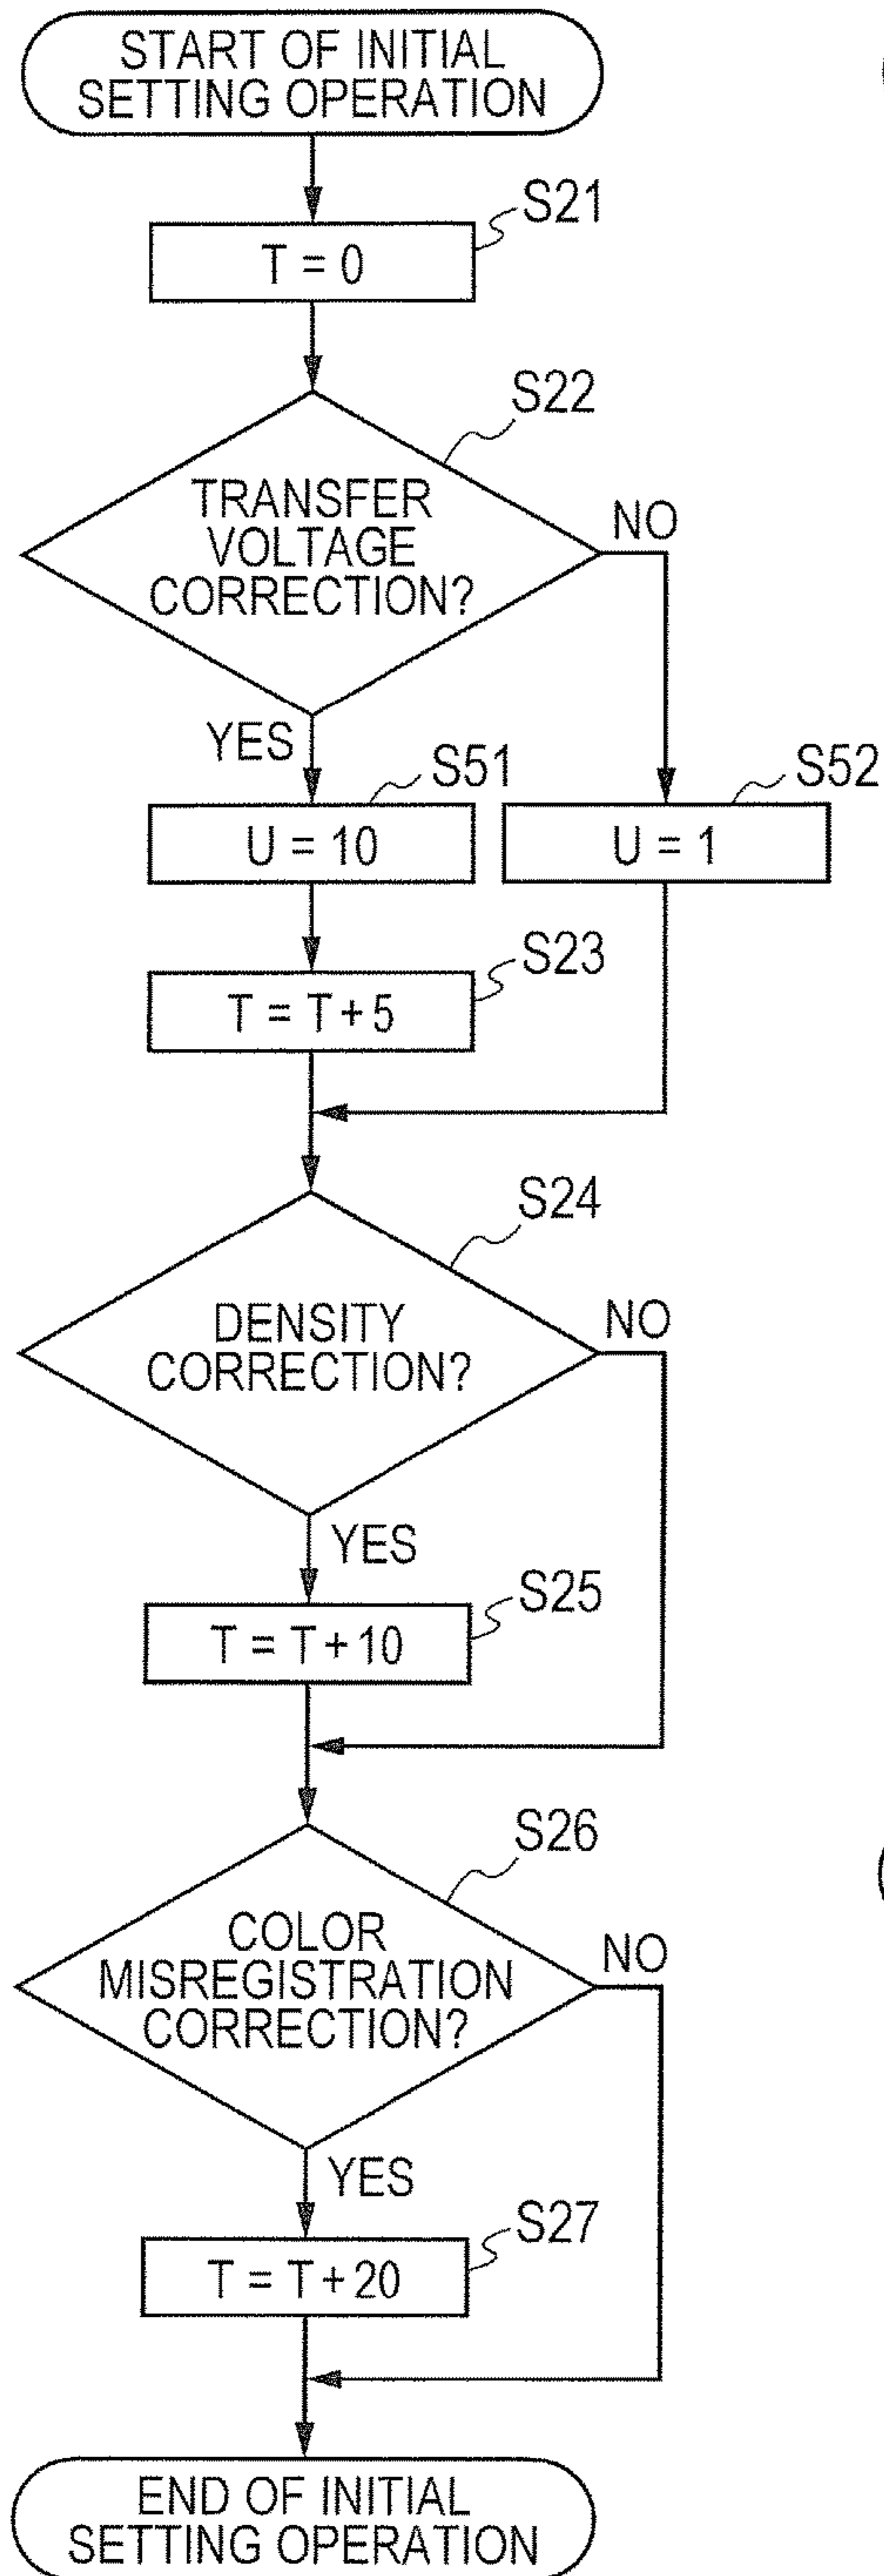 START OF INITIAL
SETTING OPERATION
S21
T = 0
S22
TRANSFER
VOLTAGE
CORRECTION?
NO
YES
S51
U = 10
S52
U = 1
S23
T = T + 5
S24
DENSITY
CORRECTION?
NO
YES
S25
T = T + 10
S26
COLOR
MISREGISTRATION
CORRECTION?
NO
YES
S27
T = T + 20
END OF INITIAL
SETTING OPERATION